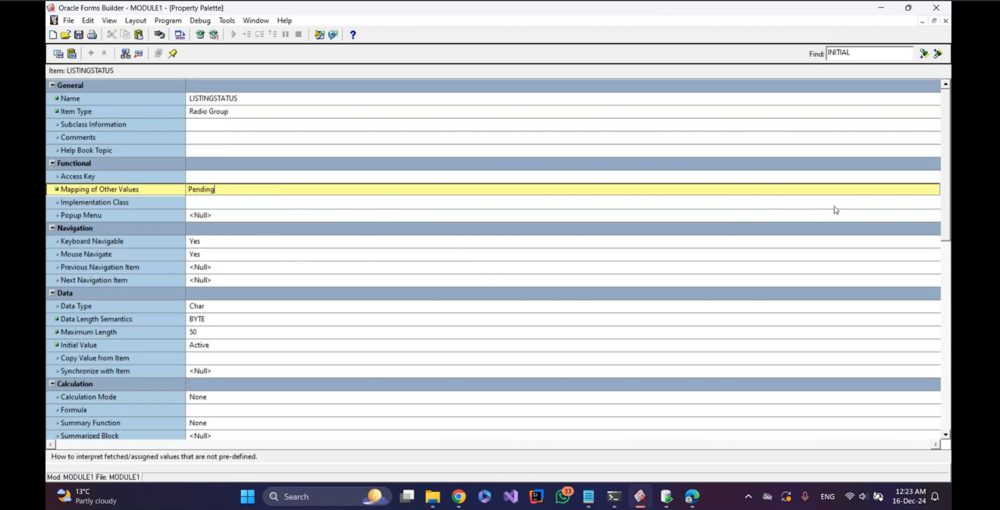 Oracle Forms Builder - MODULE1 - [Property Palette]
File Edit View Layout Program Debug Tools Window Help
Find: INITIAL
Item: LISTINGSTATUS
General
Name LISTINGSTATUS
Item Type Radio Group
Subclass Information
Comments
Help Book Topic
Functional
Access Key
Mapping of Other Values Pending
Implementation Class
Popup Menu <Null>
Navigation
Keyboard Navigable Yes
Mouse Navigate Yes
Previous Navigation Item <Null>
Next Navigation Item <Null>
Data
Data Type Char
Data Length Semantics BYTE
Maximum Length 50
Initial Value Active
Copy Value from Item
Synchronize with Item <Null>
Calculation
Calculation Mode None
Formula
Summary Function None
Summarized Block <Null>
How to interpret fetched/assigned values that are not pre-defined.
Mod: MODULE1 File: MODULE1
13°C
Partly cloudy
Search
33
ENG
12:23 AM
16-Dec-24